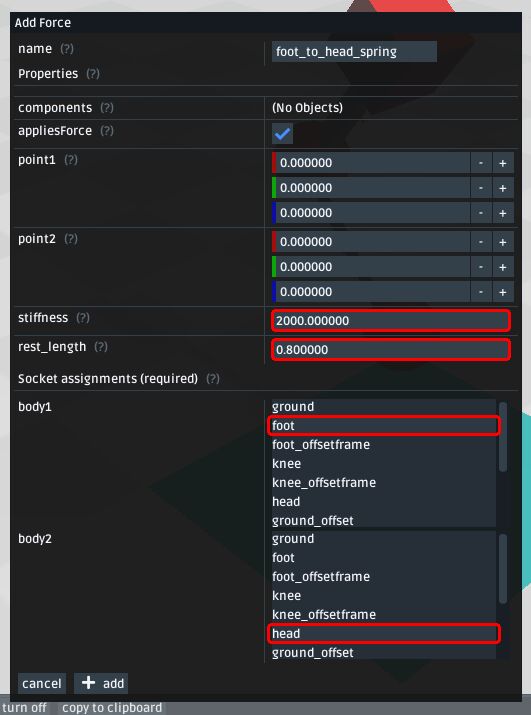 Add Force
name (?) foot_to_head_spring
Properties (?)
components (?) (No Objects)
appliesForce (?)
point1 (?) 0.000000 - +
0.000000 - +
0.000000 - +
point2 (?) 0.000000 - +
0.000000 - +
0.000000 - +
stiffness (?) 2000.000000
rest_length (?) 0.800000
Socket assignments (required) (?)
body1 ground
foot
foot_offsetframe
knee
knee_offsetframe
head
ground_offset
body2 ground
foot
foot_offsetframe
knee
knee_offsetframe
head
ground_offset
cancel + add
turn off copy to clipboard